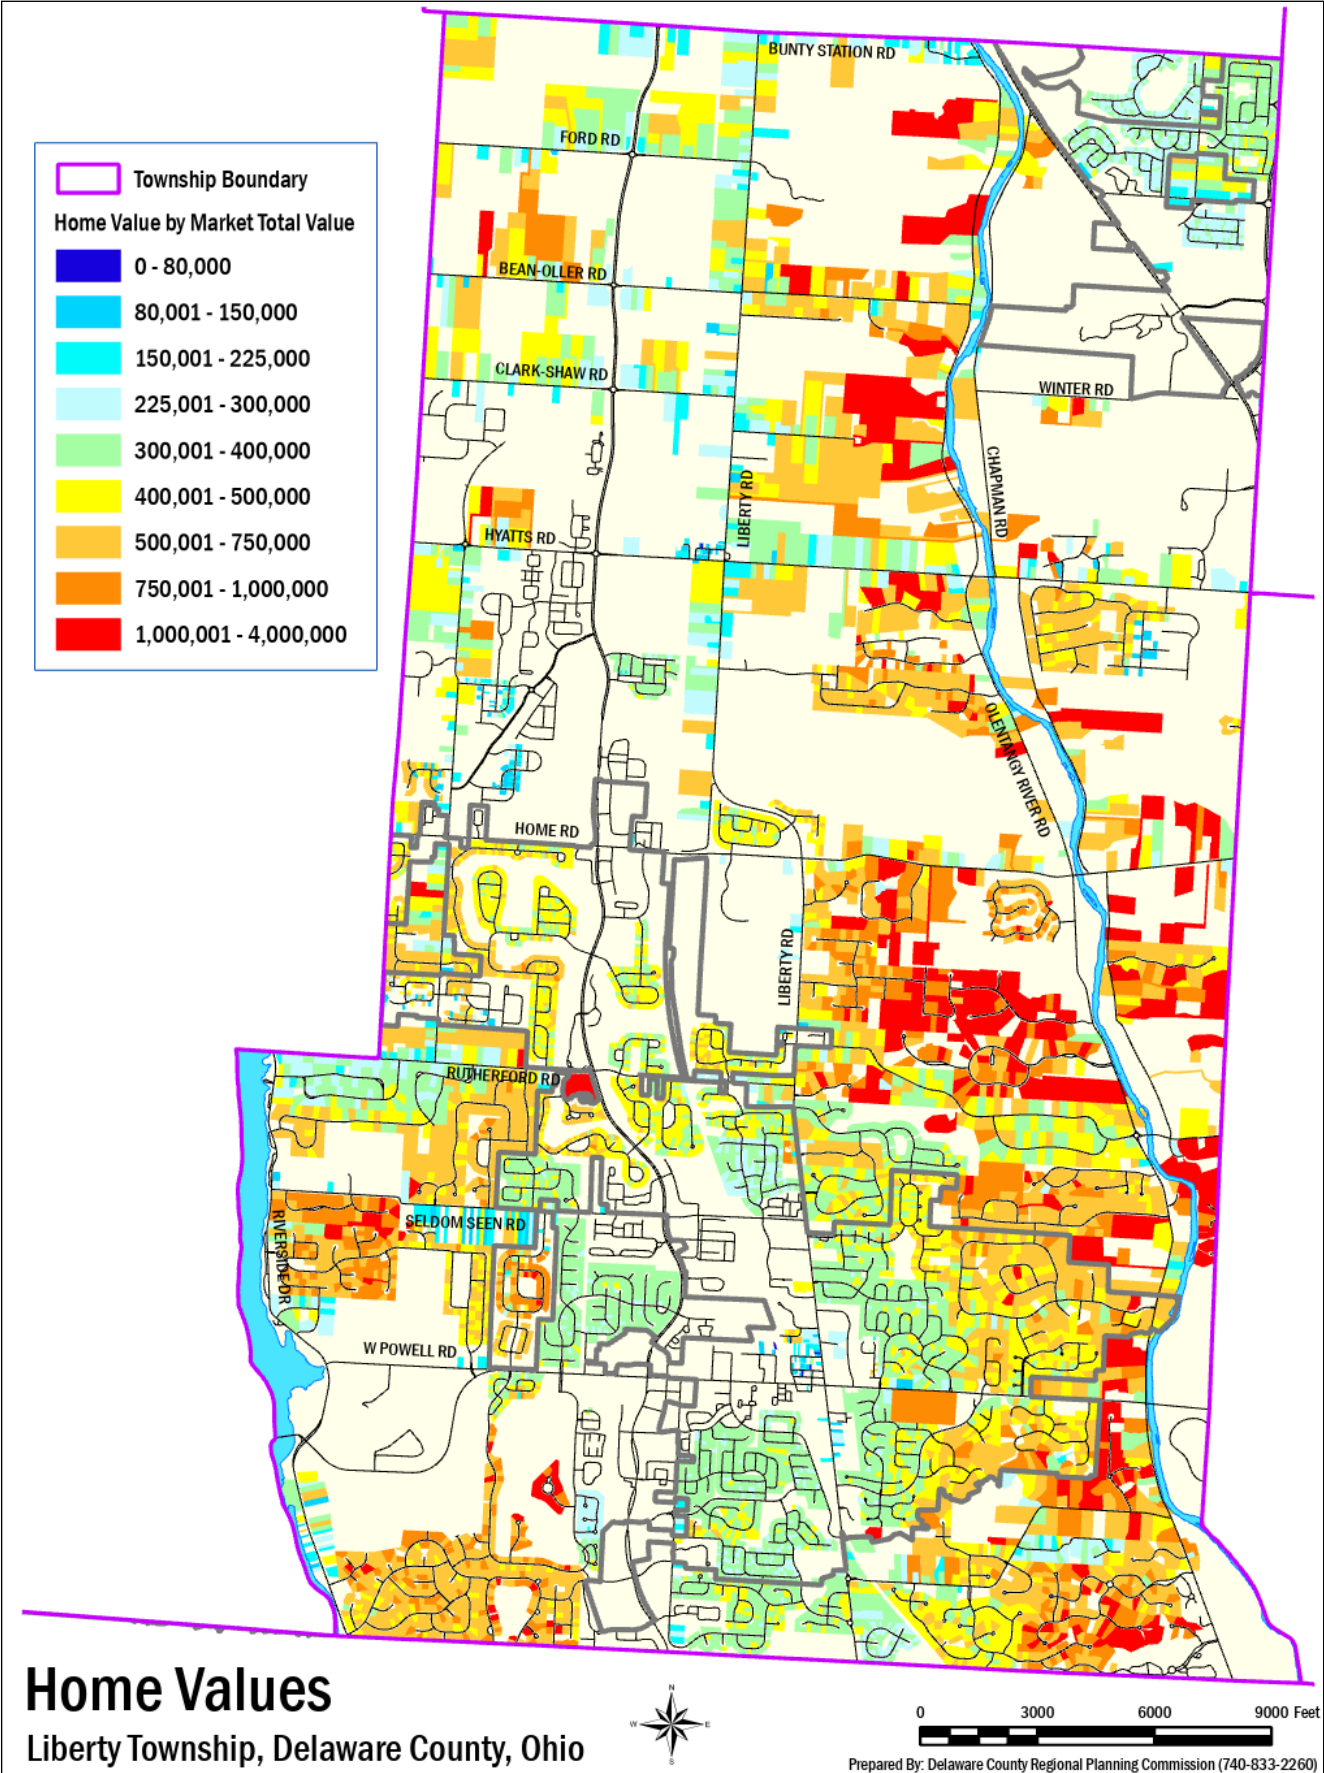 BUNTY STATION RD
FORD RD
Township Boundary
Home Value by Market Total Value
0 - 80,000
80,001 - 150,000
150,001 - 225,000
225,001 - 300,000
300,001 - 400,000
400,001 - 500,000
500,001 - 750,000
750,001 - 1,000,000
1,000,001 - 4,000,000
BEAN-OLLER RD
CLARK-SHAW RD
WINTER RD
CHAPMAN RD
LIBERTY RD
HYATTS RD
OLENTANGY RIVER RD
HOME RD
LIBERTY RD
RUTHERFORD RD
SELDOM SEEN RD
RIVERSIDE DR
W POWELL RD
Home Values
Liberty Township, Delaware County, Ohio
N
W
E
S
0 3000 6000 9000 Feet
Prepared By: Delaware County Regional Planning Commission (740-833-2260)